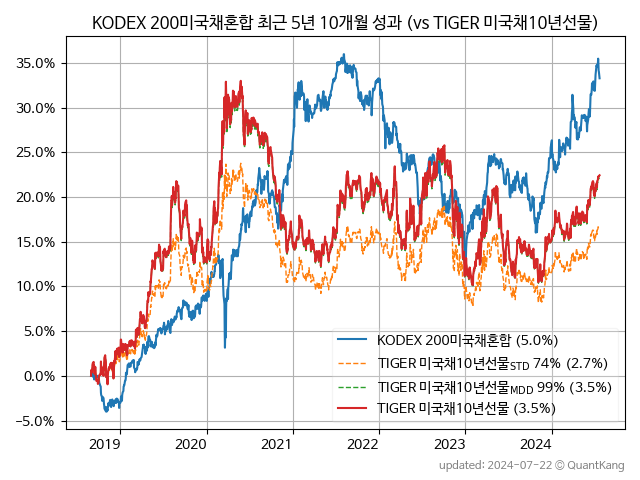 KODEX 200미국채혼합 최근 5년 10개월 성과 (vs TIGER 미국채10년선물)
35.0%
30.0%
25.0%
20.0%
15.0%
10.0%
5.0%
0.0%
−5.0%
KODEX 200미국채혼합 (5.0%)
TIGER 미국채10년선물STD 74% (2.7%)
TIGER 미국채10년선물MDD 99% (3.5%)
TIGER 미국채10년선물 (3.5%)
2019 2020 2021 2022 2023 2024
updated: 2024-07-22 © QuantKang